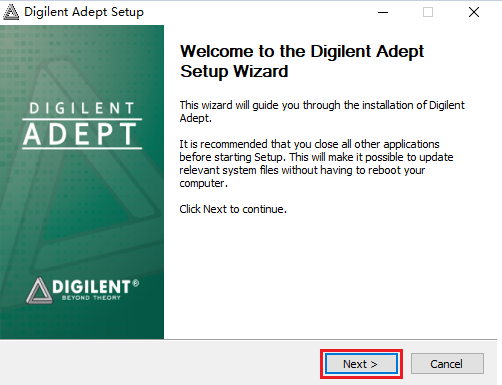 Digilent Adept Setup
DIGILENT
ADEPT
DIGILENT®
BEYOND THEORY
Welcome to the Digilent Adept
Setup Wizard
This wizard will guide you through the installation of Digilent
Adept.
It is recommended that you close all other applications
before starting Setup. This will make it possible to update
relevant system files without having to reboot your
computer.
Click Next to continue.
Next >
Cancel